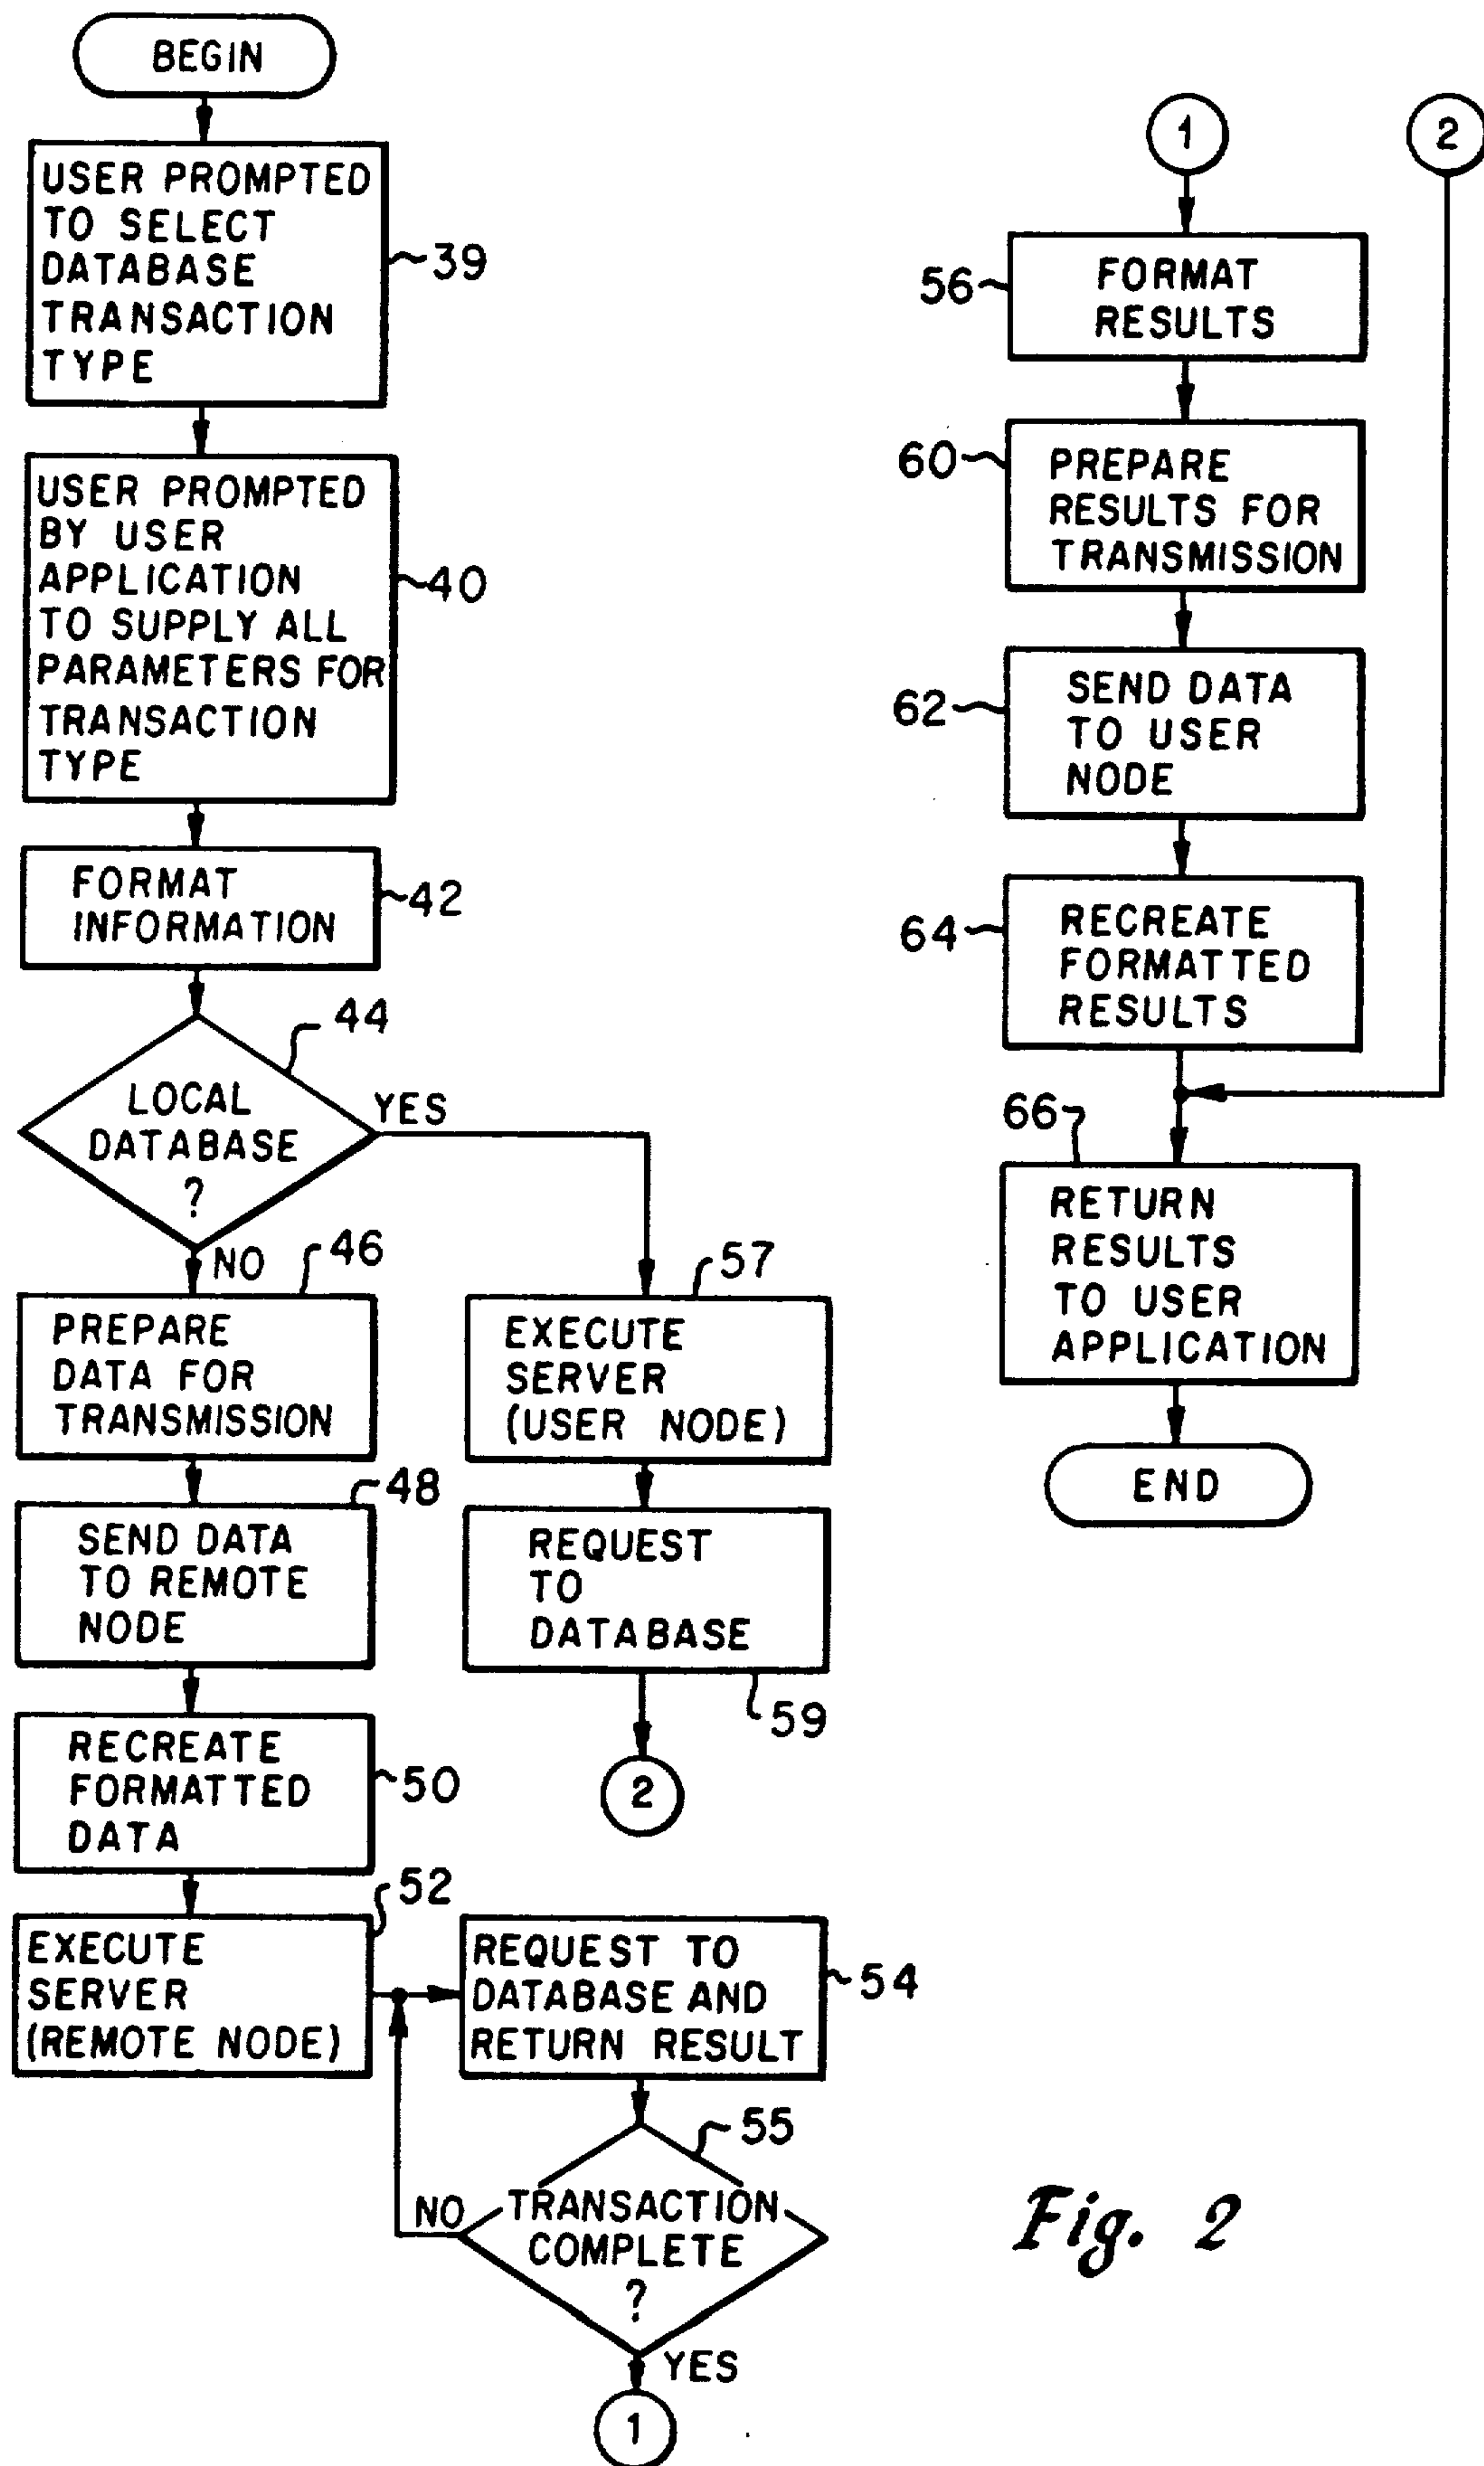 BEGIN
USER PROMPTED
TO SELECT
DATABASE
TRANSACTION
TYPE
39
USER PROMPTED
BY USER
APPLICATION
TO SUPPLY ALL
PARAMETERS FOR
TRANSACTION
TYPE
40
FORMAT
INFORMATION
42
44
LOCAL
DATABASE
?
YES
NO
46
PREPARE
DATA FOR
TRANSMISSION
57
EXECUTE
SERVER
(USER NODE)
48
SEND DATA
TO REMOTE
NODE
REQUEST
TO
DATABASE
59
2
RECREATE
FORMATTED
DATA
50
52
EXECUTE
SERVER
(REMOTE NODE)
REQUEST TO
DATABASE AND
RETURN RESULT
54
55
NO
TRANSACTION
COMPLETE
?
YES
1
1
2
56
FORMAT
RESULTS
60
PREPARE
RESULTS FOR
TRANSMISSION
62
SEND DATA
TO USER
NODE
64
RECREATE
FORMATTED
RESULTS
66
RETURN
RESULTS
TO USER
APPLICATION
END
Fig. 2